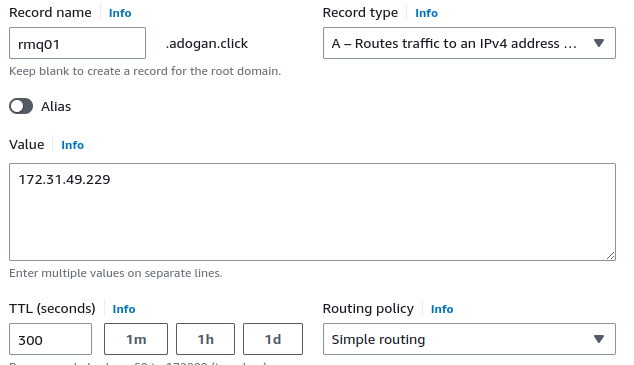 Record name Info
Record type Info
rmq01 .adogan.click
A – Routes traffic to an IPv4 address …
Keep blank to create a record for the root domain.
Alias
Value Info
172.31.49.229
Enter multiple values on separate lines.
TTL (seconds) Info
Routing policy Info
300 1m 1h 1d
Simple routing